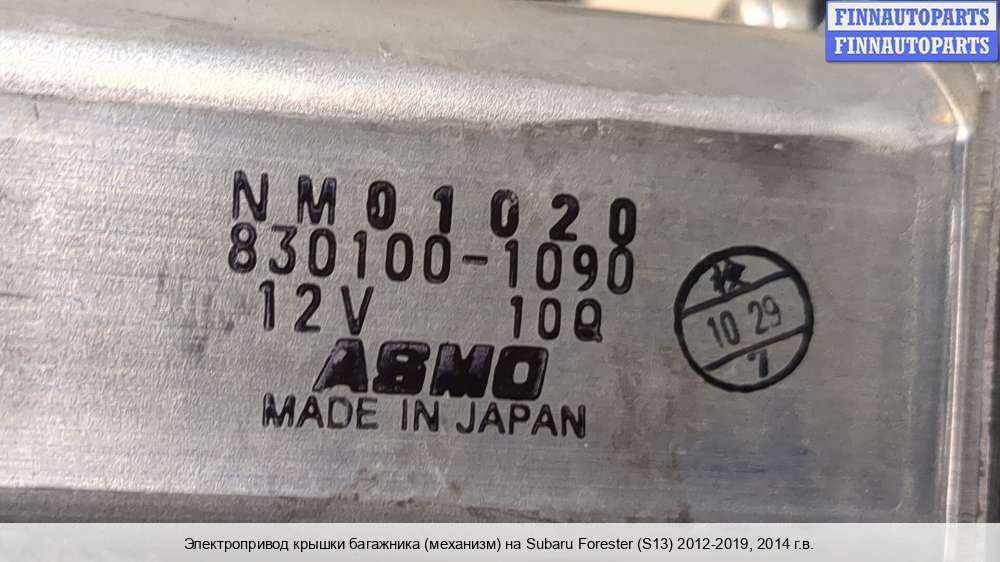 FINNAUTOPARTS
FINNAUTOPARTS
NM01020
830100-1090
12V 10Q
ASMO
MADE IN JAPAN
検
10 29
7
Электропривод крышки багажника (механизм) на Subaru Forester (S13) 2012-2019, 2014 г.в.